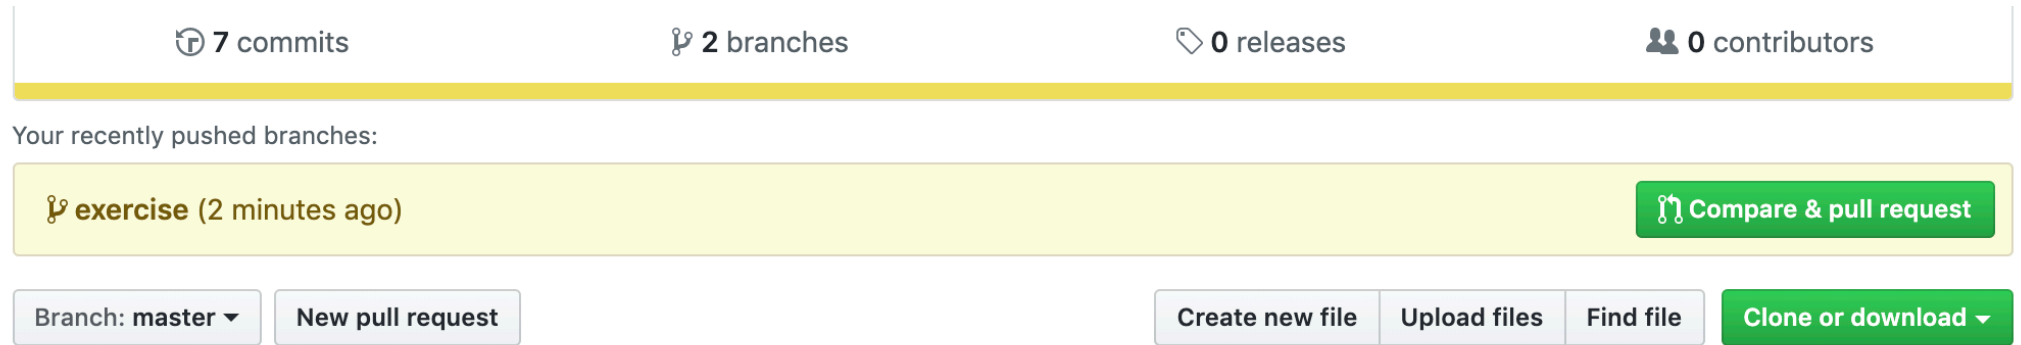 7 commits 2 branches 0 releases 0 contributors
Your recently pushed branches:
exercise (2 minutes ago) Compare & pull request
Branch: master New pull request Create new file Upload files Find file Clone or download